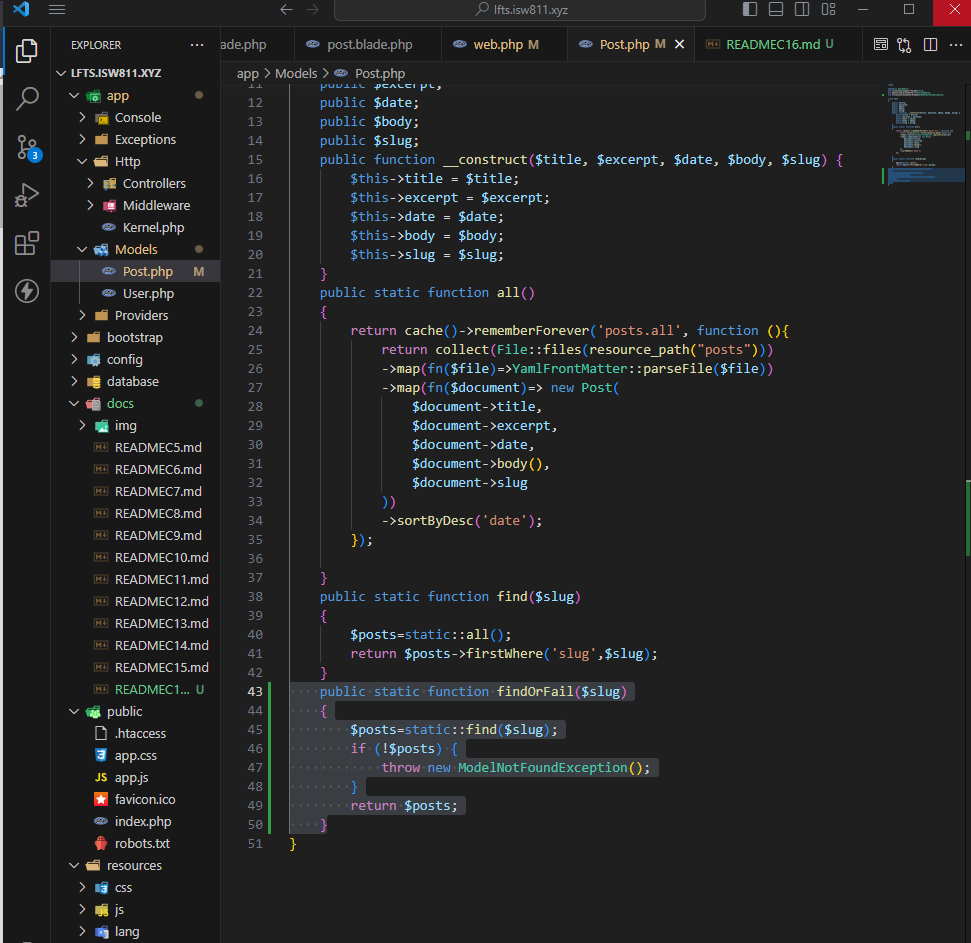 lfts.isw811.xyz
EXPLORER
ade.php
post.blade.php
web.php M
Post.php M
READMEC16.md U
LFTS.ISW811.XYZ
app
Console
Exceptions
Http
Controllers
Middleware
Kernel.php
Models
Post.php M
User.php
Providers
bootstrap
config
database
docs
img
READMEC5.md
READMEC6.md
READMEC7.md
READMEC8.md
READMEC9.md
READMEC10.md
READMEC11.md
READMEC12.md
READMEC13.md
READMEC14.md
READMEC15.md
READMEC1... U
public
.htaccess
app.css
JS app.js
favicon.ico
index.php
robots.txt
resources
css
js
lang
3
app > Models > Post.php
11 public $excerpt;
12 public $date;
13 public $body;
14 public $slug;
15 public function __construct($title, $excerpt, $date, $body, $slug) {
16 $this->title = $title;
17 $this->excerpt = $excerpt;
18 $this->date = $date;
19 $this->body = $body;
20 $this->slug = $slug;
21 }
22 public static function all()
23 {
24 return cache()->rememberForever('posts.all', function (){
25 return collect(File::files(resource_path("posts")))
26 ->map(fn($file)=>YamlFrontMatter::parseFile($file))
27 ->map(fn($document)=> new Post(
28 $document->title,
29 $document->excerpt,
30 $document->date,
31 $document->body(),
32 $document->slug
33 ))
34 ->sortByDesc('date');
35 });
36
37 }
38 public static function find($slug)
39 {
40 $posts=static::all();
41 return $posts->firstWhere('slug',$slug);
42 }
43 public static function findOrFail($slug)
44 {
45 $posts=static::find($slug);
46 if (!$posts) {
47 throw new ModelNotFoundException();
48 }
49 return $posts;
50 }
51 }